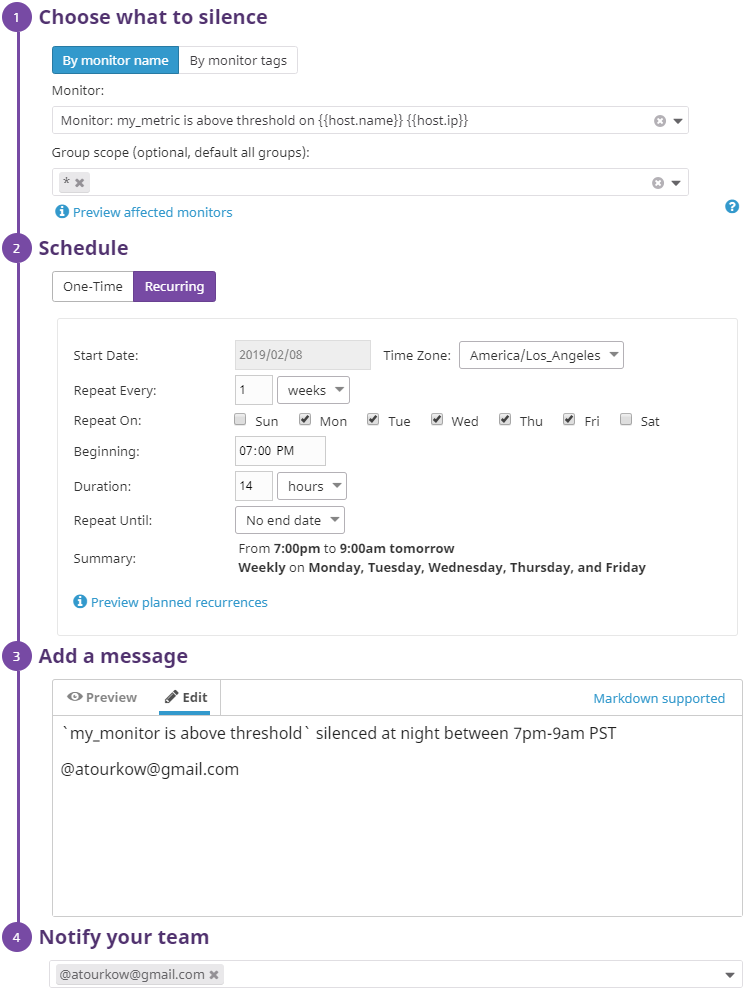 1 Choose what to silence
By monitor name By monitor tags
Monitor:
Monitor: my_metric is above threshold on {{host.name}} {{host.ip}}
Group scope (optional, default all groups):
*
Preview affected monitors
2 Schedule
One-Time Recurring
Start Date: 2019/02/08 Time Zone: America/Los_Angeles
Repeat Every: 1 weeks
Repeat On: Sun Mon Tue Wed Thu Fri Sat
Beginning: 07:00 PM
Duration: 14 hours
Repeat Until: No end date
Summary: From 7:00pm to 9:00am tomorrow
Weekly on Monday, Tuesday, Wednesday, Thursday, and Friday
Preview planned recurrences
3 Add a message
Preview Edit Markdown supported
`my_monitor is above threshold` silenced at night between 7pm-9am PST
@atourkow@gmail.com
4 Notify your team
@atourkow@gmail.com